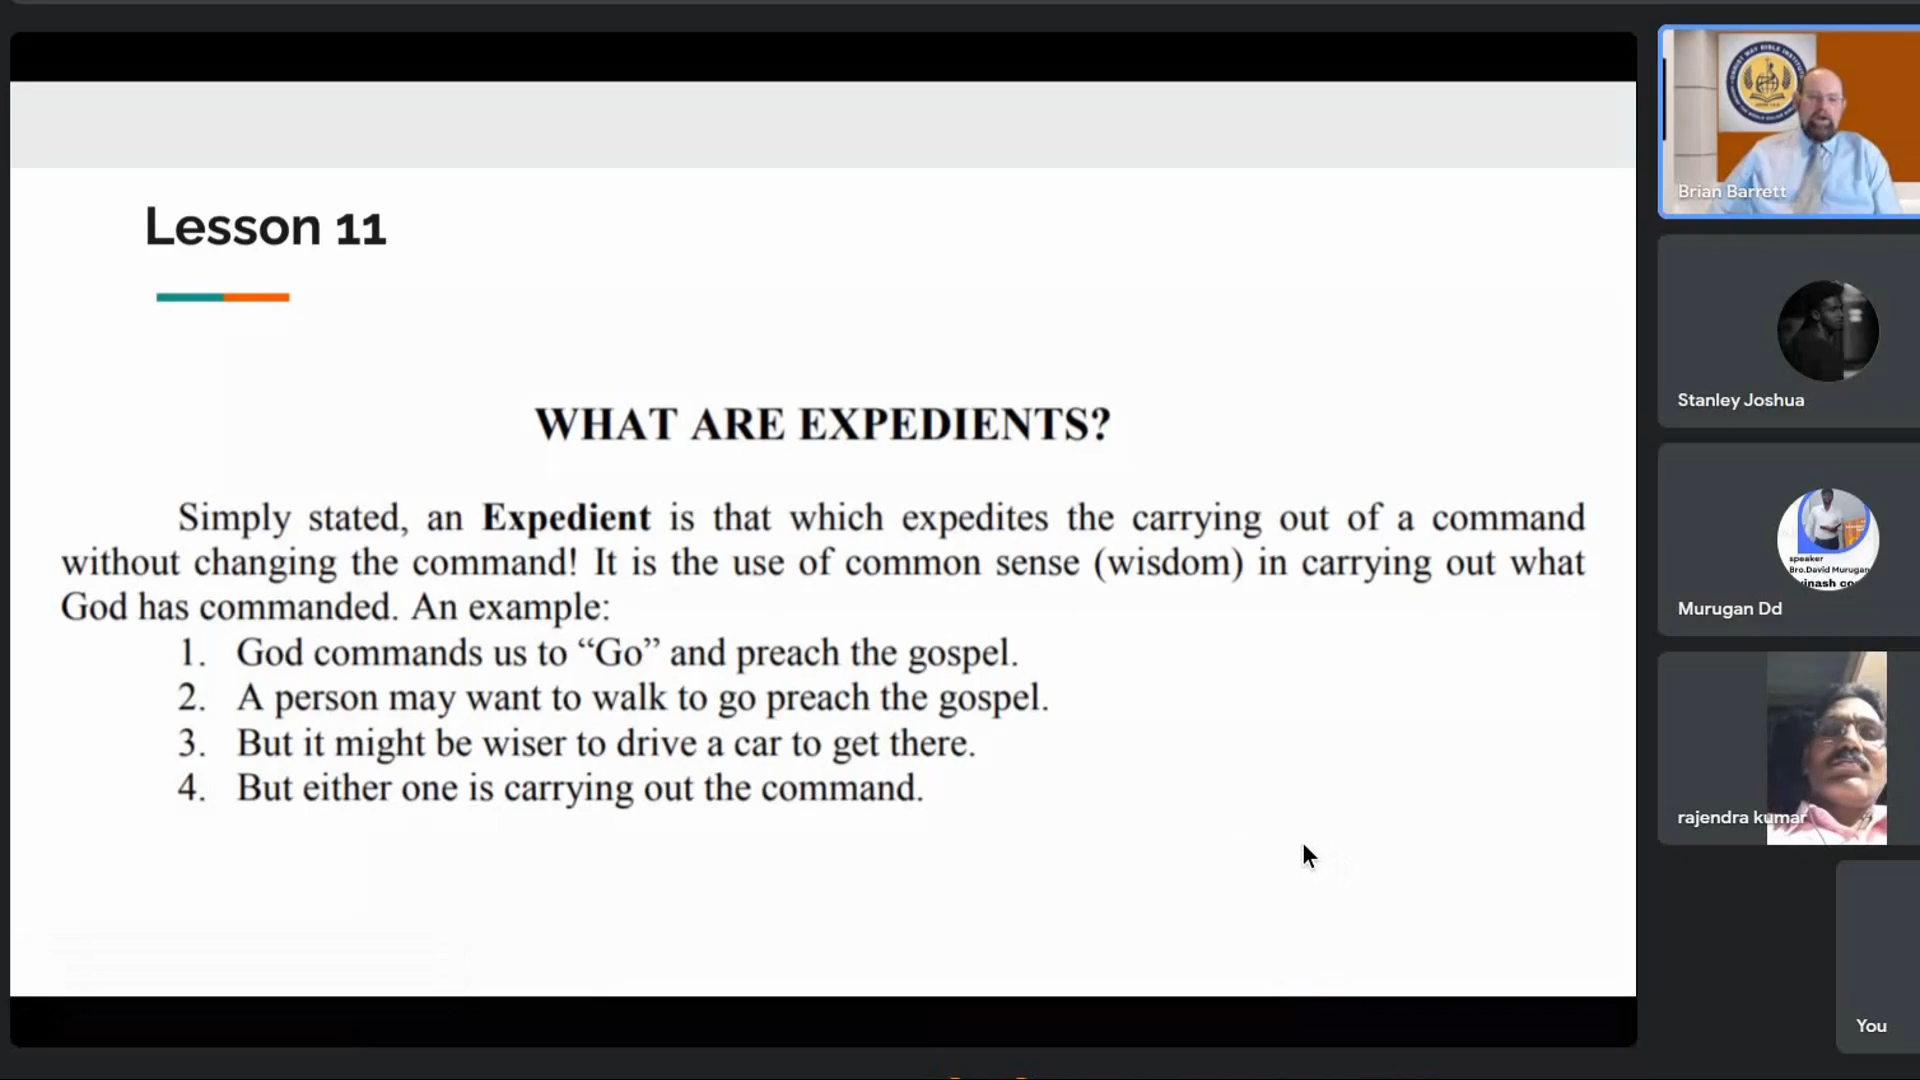 Lesson 11
WHAT ARE EXPEDIENTS?
Simply stated, an Expedient is that which expedites the carrying out of a command
without changing the command! It is the use of common sense (wisdom) in carrying out what
God has commanded. An example:
1. God commands us to “Go” and preach the gospel.
2. A person may want to walk to go preach the gospel.
3. But it might be wiser to drive a car to get there.
4. But either one is carrying out the command.
Brian Barrett
Stanley Joshua
speaker
Bro.David Murugan
Murugan Dd
rajendra kumar
You